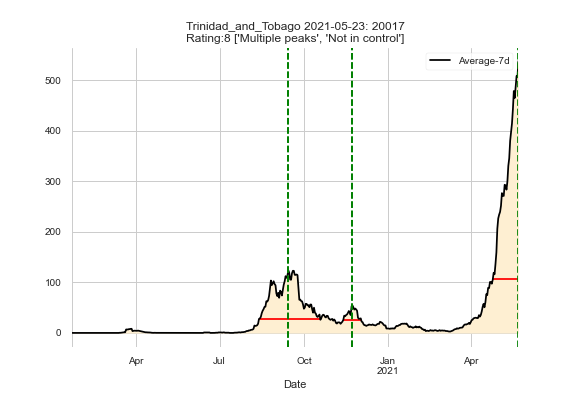 Trinidad_and_Tobago 2021-05-23: 20017
Rating:8 ['Multiple peaks', 'Not in control']
Average-7d
500
400
300
200
100
0
Apr
Jul
Oct
Jan
2021
Apr
Date